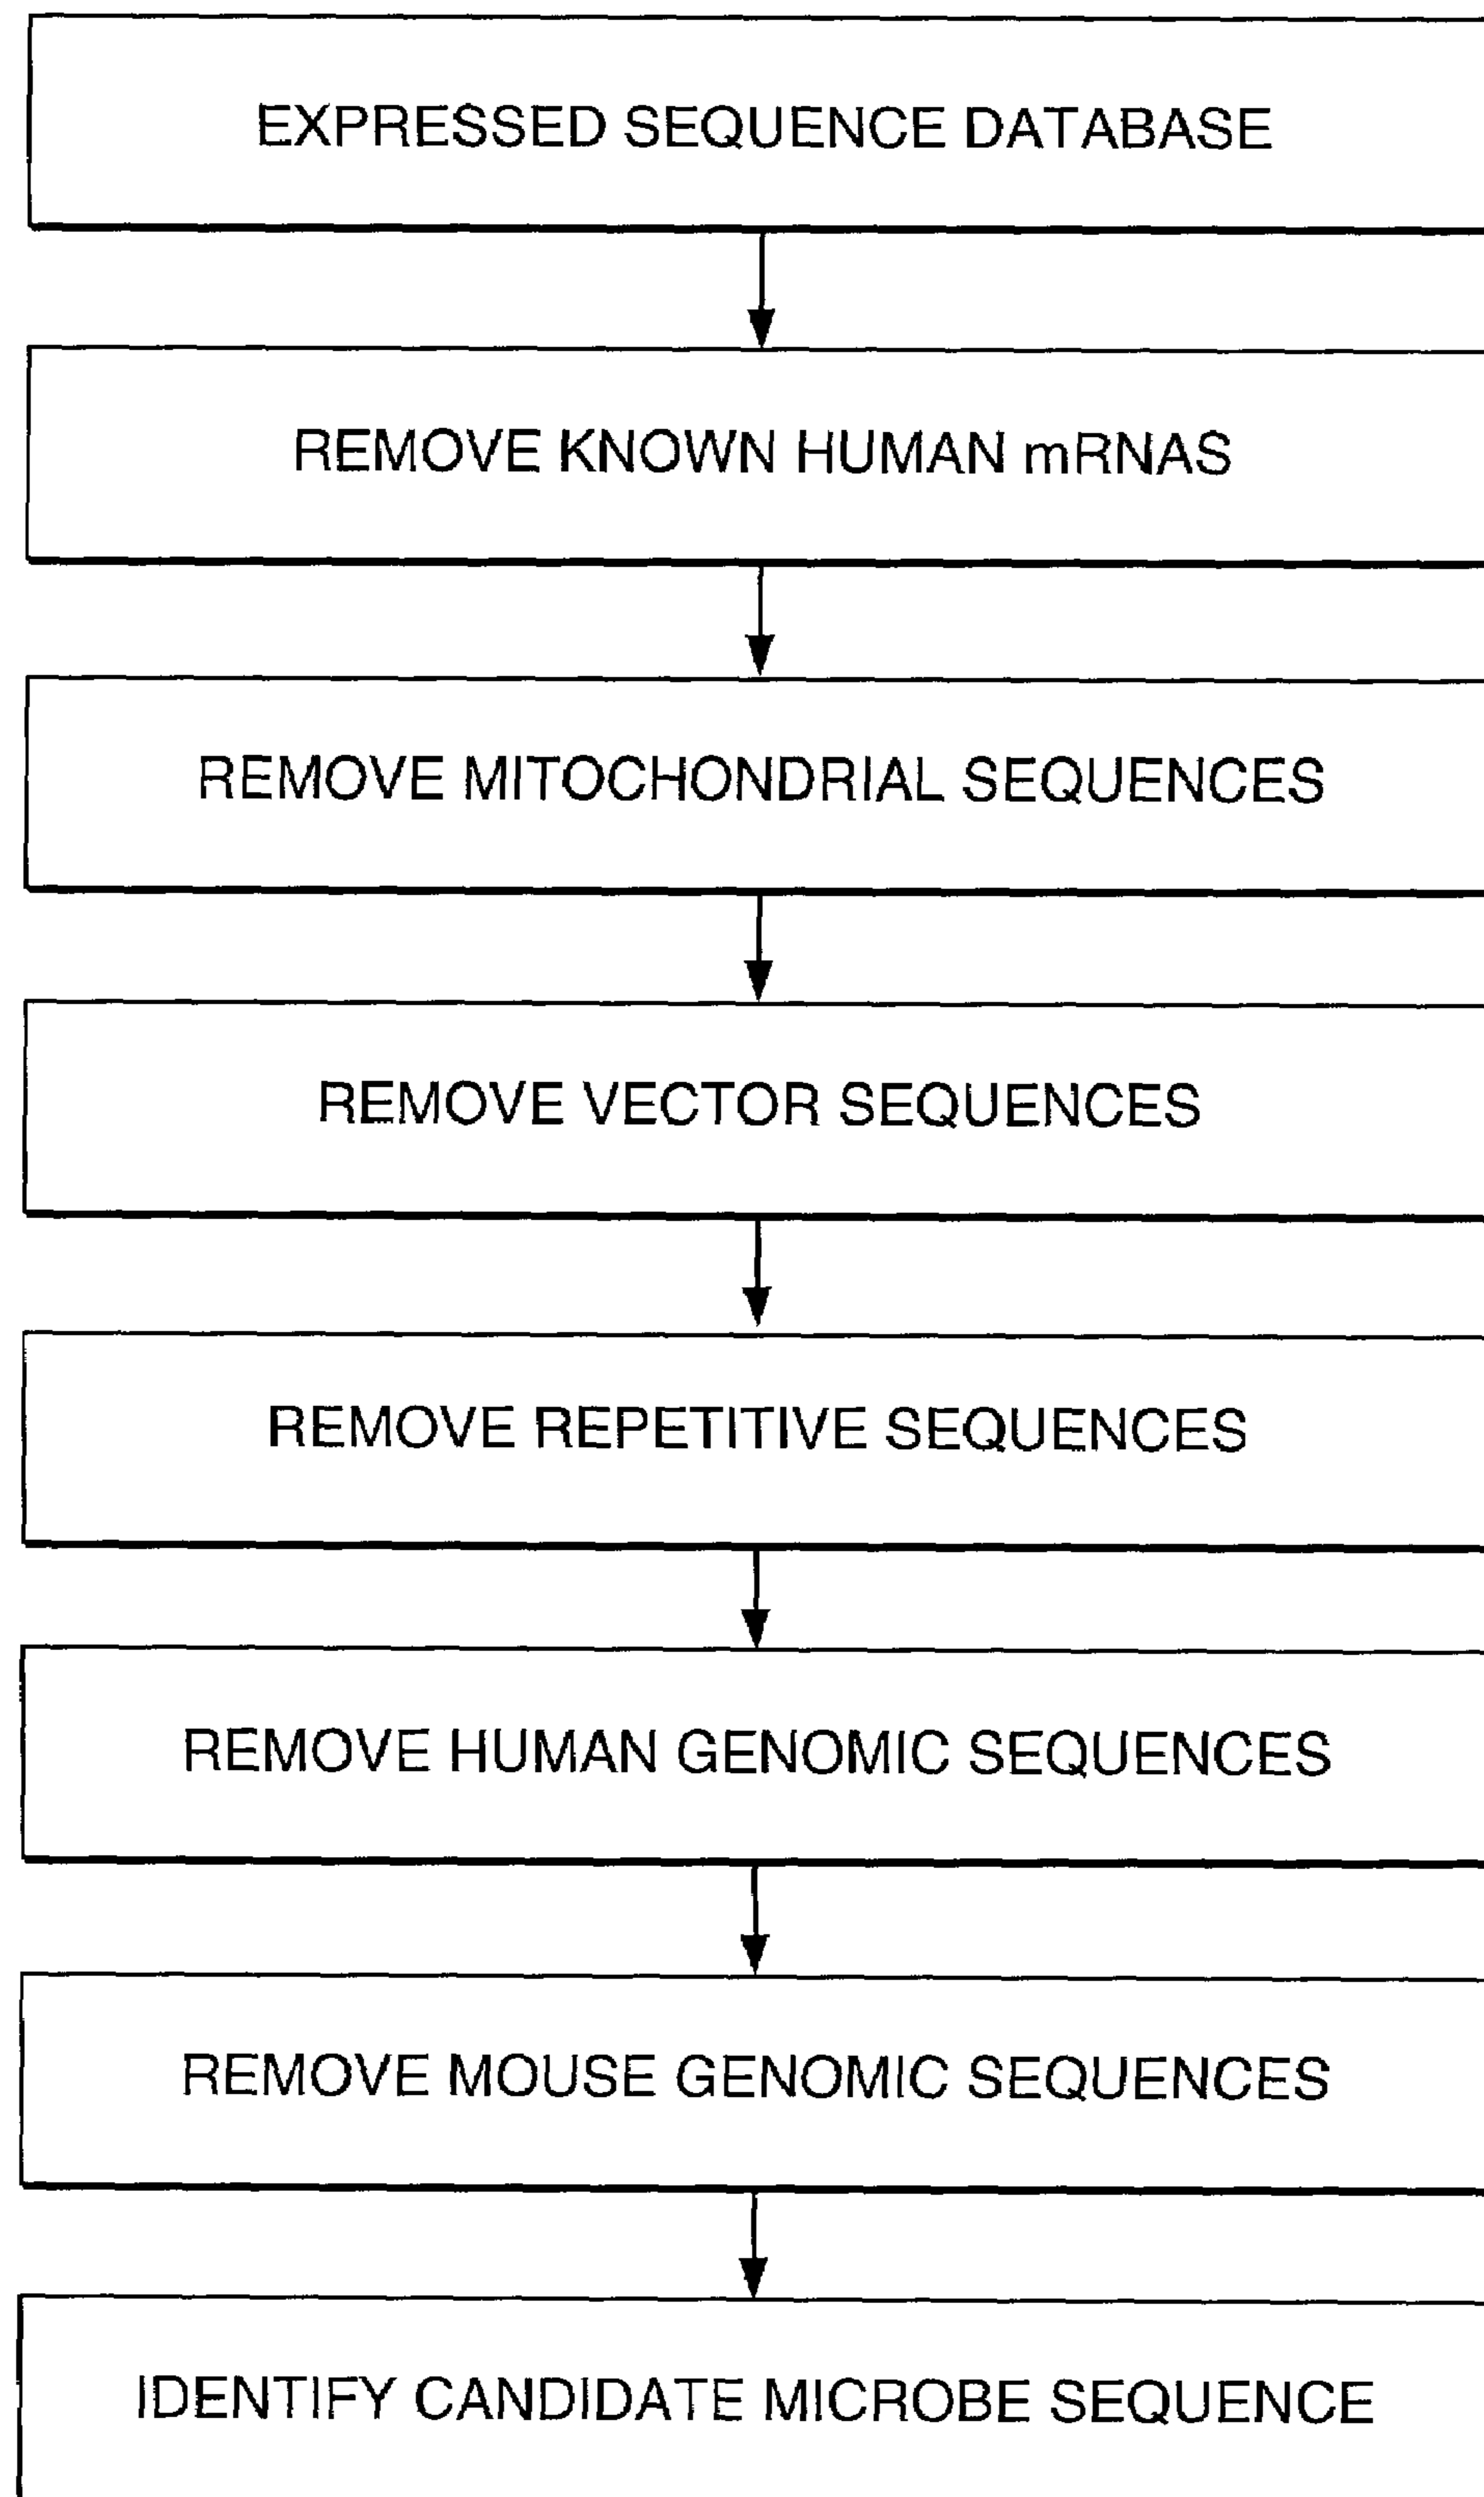 EXPRESSED SEQUENCE DATABASE
REMOVE KNOWN HUMAN mRNAS
REMOVE MITOCHONDRIAL SEQUENCES
REMOVE VECTOR SEQUENCES
REMOVE REPETITIVE SEQUENCES
REMOVE HUMAN GENOMIC SEQUENCES
REMOVE MOUSE GENOMIC SEQUENCES
IDENTIFY CANDIDATE MICROBE SEQUENCE